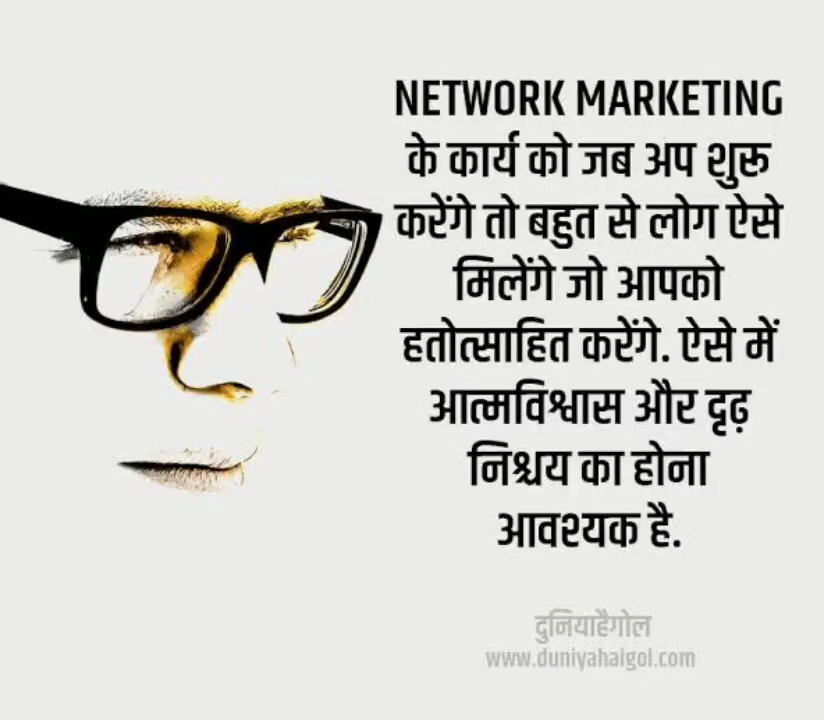 NETWORK MARKETING
के कार्य को जब अप शुरू
करेंगे तो बहुत से लोग ऐसे
मिलेंगे जो आपको
हतोत्साहित करेंगे. ऐसे में
आत्मविश्वास और दृढ़
निश्चय का होना
आवश्यक है.
दुनियाहैगोल
www.duniyahaigol.com